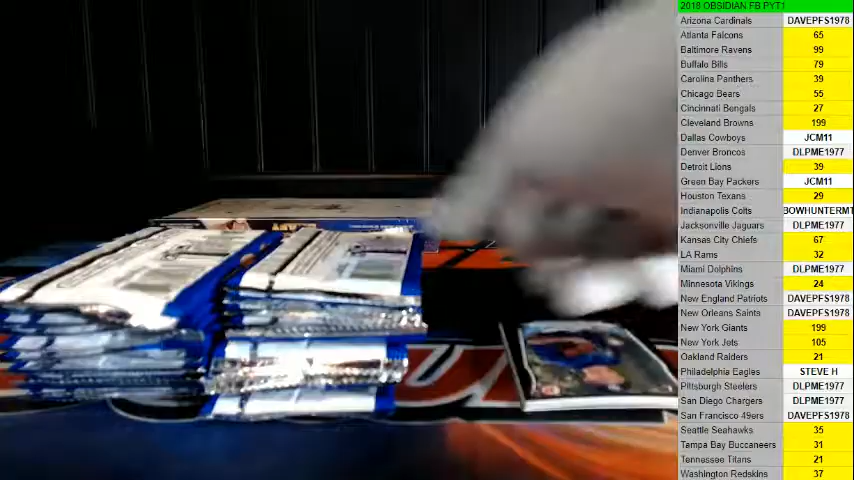 2018 OBSIDIAN FB PYT1
Arizona Cardinals DAVEPFS1978
Atlanta Falcons 65
Baltimore Ravens 99
Buffalo Bills 79
Carolina Panthers 39
Chicago Bears 55
Cincinnati Bengals 27
Cleveland Browns 199
Dallas Cowboys JCM11
Denver Broncos DLPME1977
Detroit Lions 39
Green Bay Packers JCM11
Houston Texans 29
Indianapolis Colts BOWHUNTERMT
Jacksonville Jaguars DLPME1977
Kansas City Chiefs 67
LA Rams 32
Miami Dolphins DLPME1977
Minnesota Vikings 24
New England Patriots DAVEPFS1978
New Orleans Saints DAVEPFS1978
New York Giants 199
New York Jets 105
Oakland Raiders 21
Philadelphia Eagles STEVE H
Pittsburgh Steelers DLPME1977
San Diego Chargers DLPME1977
San Francisco 49ers DAVEPFS1978
Seattle Seahawks 35
Tampa Bay Buccaneers 31
Tennessee Titans 21
Washington Redskins 37